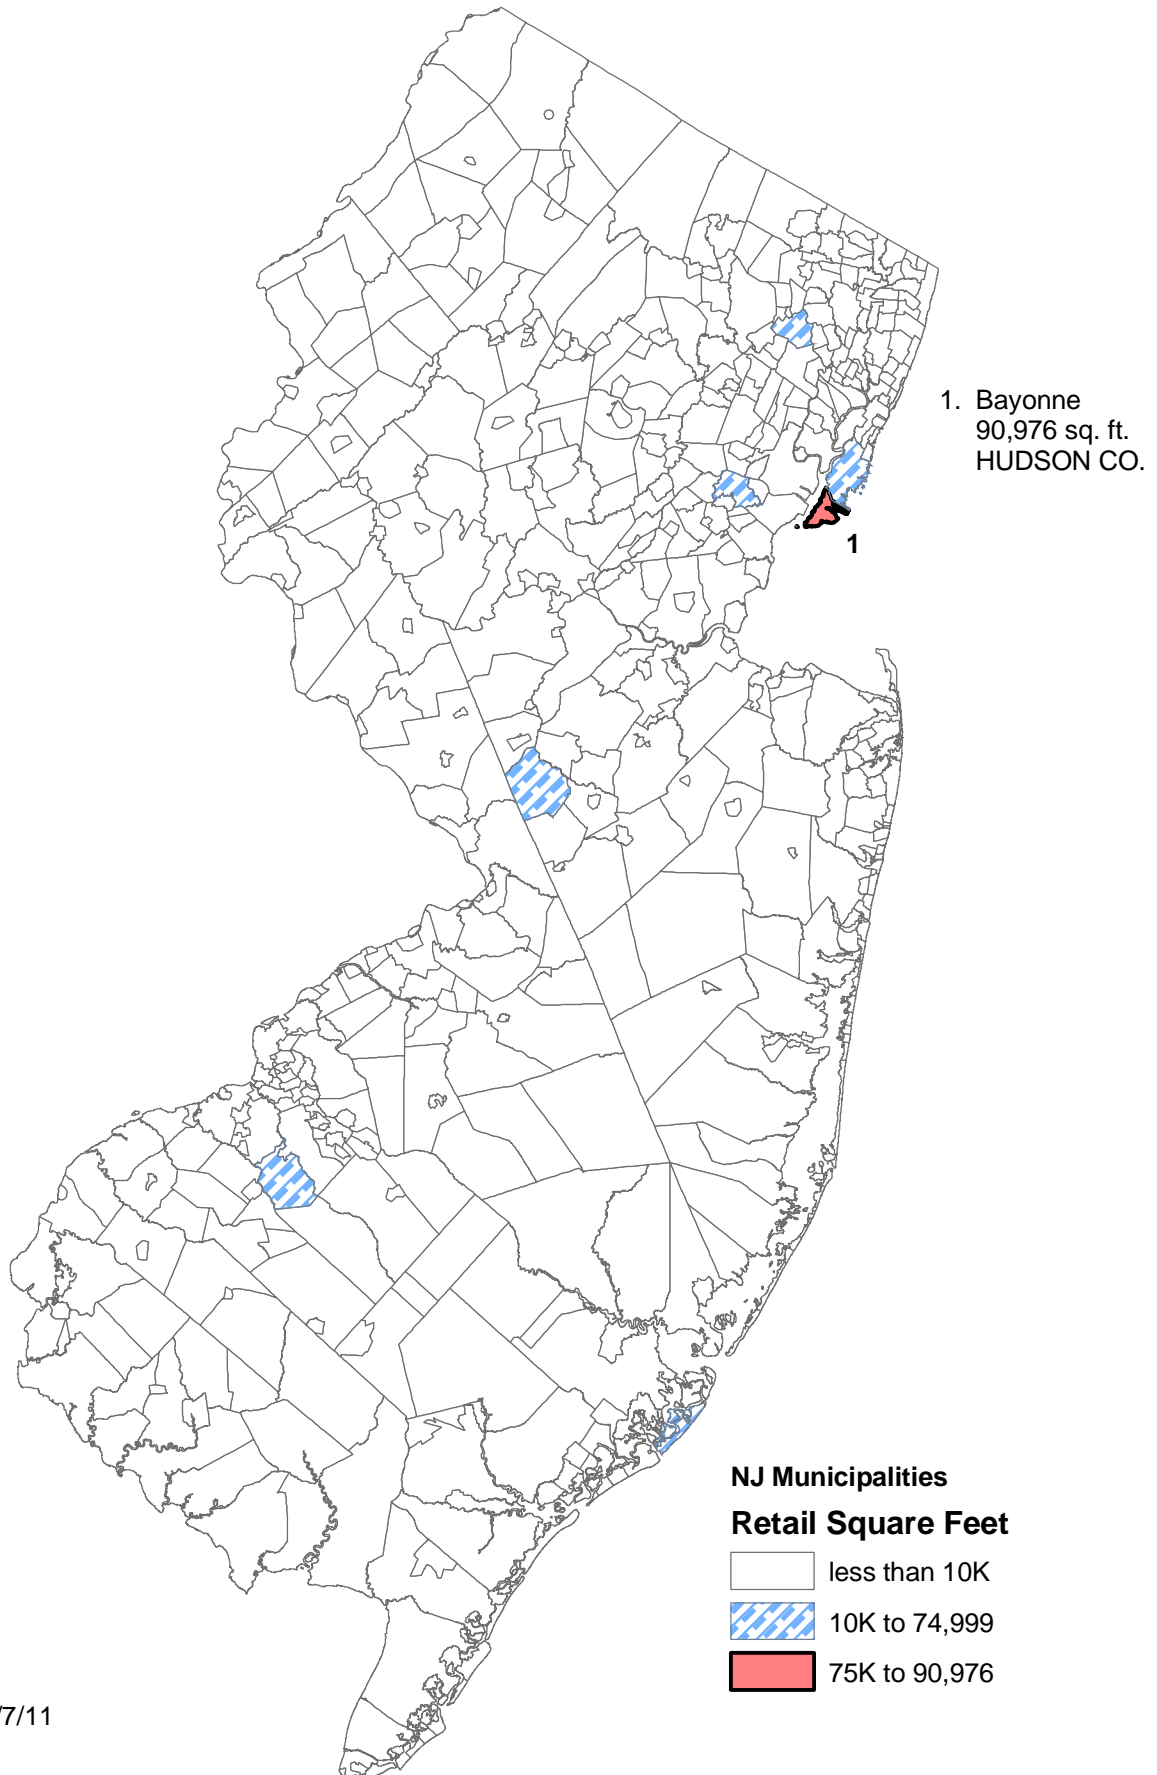 1. Bayonne
90,976 sq. ft.
HUDSON CO.
1
NJ Municipalities
Retail Square Feet
less than 10K
10K to 74,999
75K to 90,976
/7/11